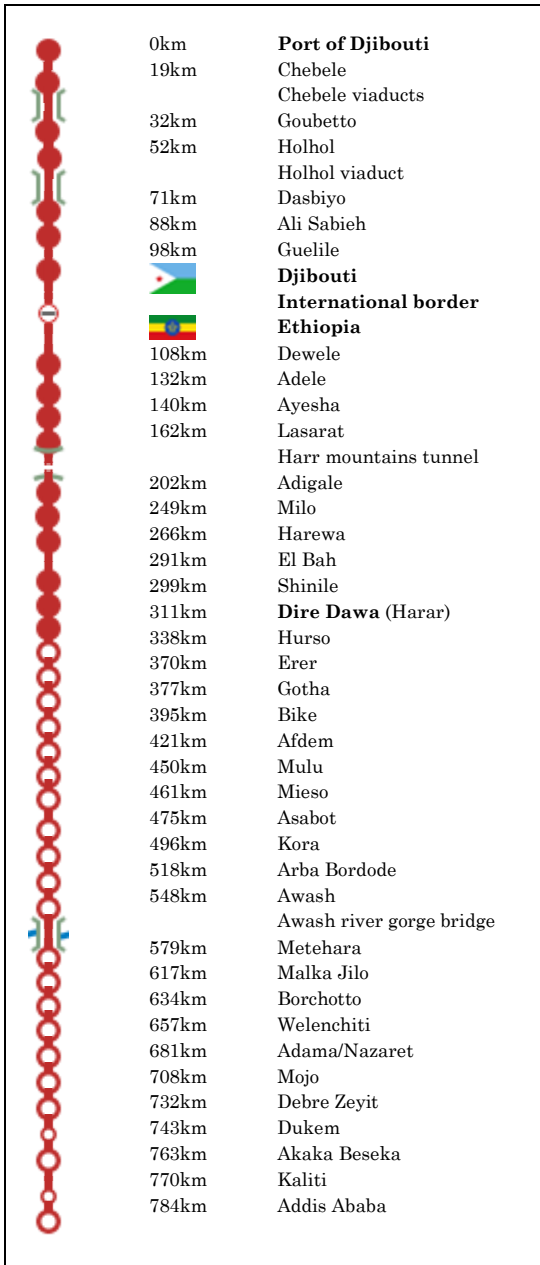 0km Port of Djibouti
19km Chebele
Chebele viaducts
32km Goubetto
52km Holhol
Holhol viaduct
71km Dasbiyo
88km Ali Sabieh
98km Guelile
Djibouti
International border
Ethiopia
108km Dewele
132km Adele
140km Ayesha
162km Lasarat
Harr mountains tunnel
202km Adigale
249km Milo
266km Harewa
291km El Bah
299km Shinile
311km Dire Dawa (Harar)
338km Hurso
370km Erer
377km Gotha
395km Bike
421km Afdem
450km Mulu
461km Mieso
475km Asabot
496km Kora
518km Arba Bordode
548km Awash
Awash river gorge bridge
579km Metehara
617km Malka Jilo
634km Borchotto
657km Welenchiti
681km Adama/Nazaret
708km Mojo
732km Debre Zeyit
743km Dukem
763km Akaka Beseka
770km Kaliti
784km Addis Ababa